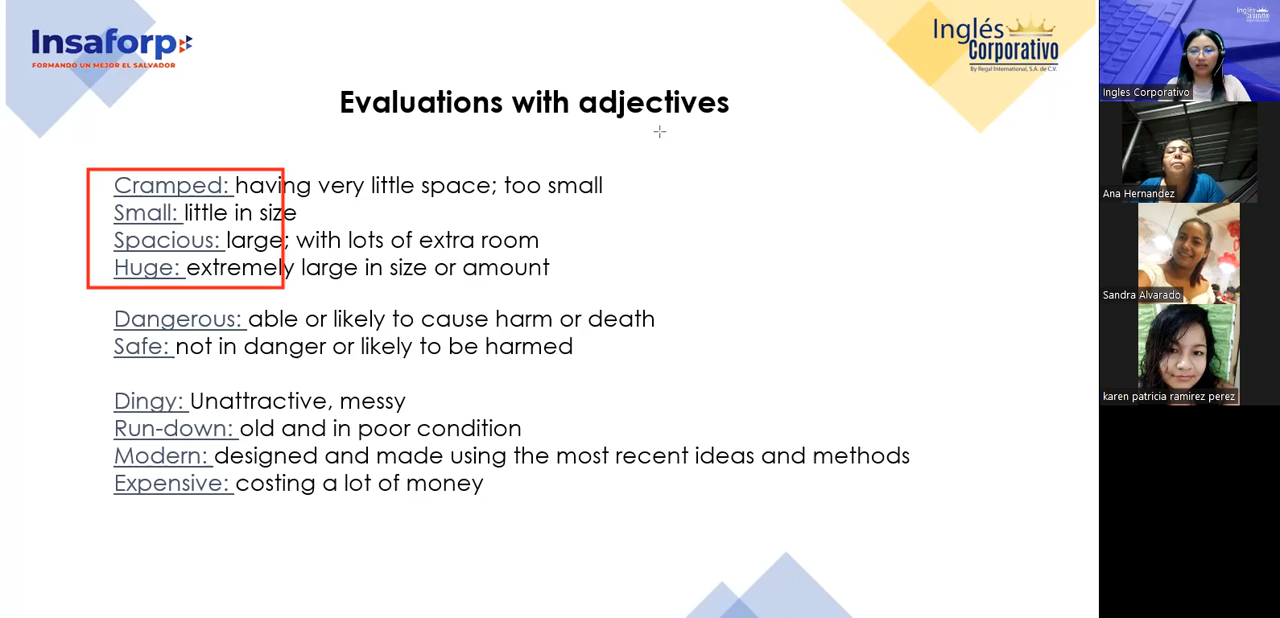 Insaforp
FORMANDO UN MEJOR EL SALVADOR
Inglés
Corporativo
By Regal International, S.A. de C.V.
Evaluations with adjectives
Cramped: having very little space; too small
Small: little in size
Spacious: large; with lots of extra room
Huge: extremely large in size or amount
Dangerous: able or likely to cause harm or death
Safe: not in danger or likely to be harmed
Dingy: Unattractive, messy
Run-down: old and in poor condition
Modern: designed and made using the most recent ideas and methods
Expensive: costing a lot of money
Inglés
Ingles Corporativo
Ana Hernandez
Sandra Alvarado
karen patricia ramirez perez